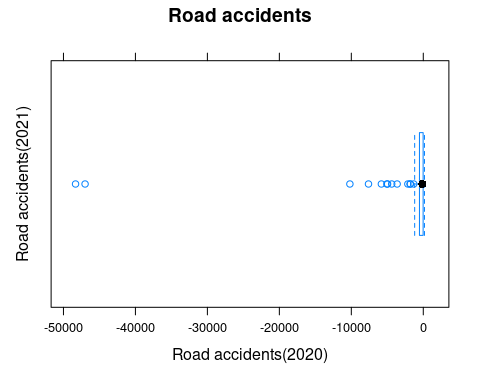 Road accidents
Road accidents(2021)
-50000 -40000 -30000 -20000 -10000 0
Road accidents(2020)